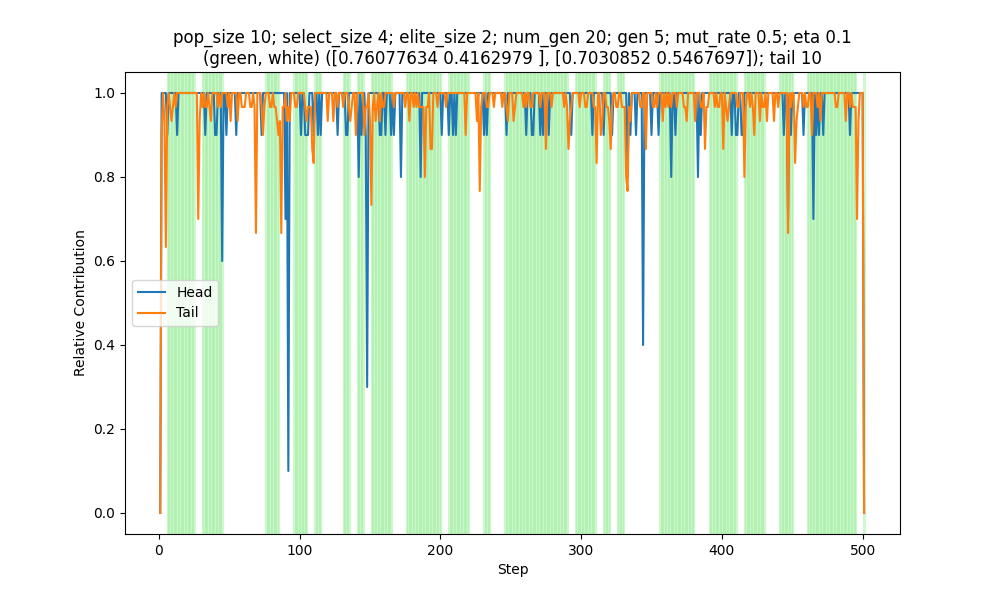 pop_size 10; select_size 4; elite_size 2; num_gen 20; gen 5; mut_rate 0.5; eta 0.1
(green, white) ([0.76077634 0.4162979 ], [0.7030852 0.5467697]); tail 10
1.0
0.8
0.6
0.4
0.2
0.0
Relative Contribution
Head
Tail
0 100 200 300 400 500
Step